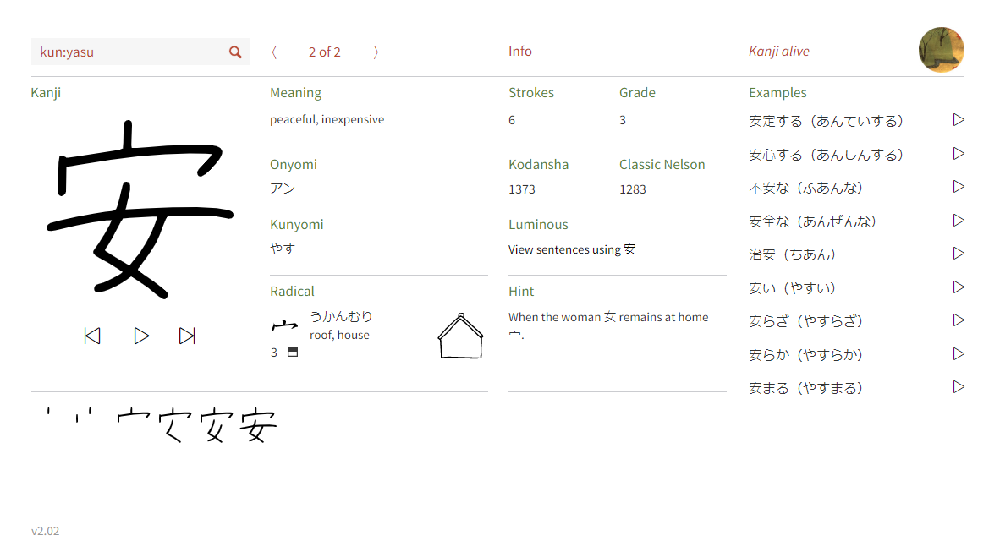 kun:yasu
〈 2 of 2 〉
Info
Kanji alive
Kanji
安
Meaning
peaceful, inexpensive
Onyomi
アン
Kunyomi
やす
Radical
宀 うかんむり
roof, house
3
Strokes
6
Grade
3
Kodansha
1373
Classic Nelson
1283
Luminous
View sentences using 安
Hint
When the woman 女 remains at home
宀.
Examples
安定する（あんていする）
安心する（あんしんする）
不安な（ふあんな）
安全な（あんぜんな）
治安（ちあん）
安い（やすい）
安らぎ（やすらぎ）
安らか（やすらか）
安まる（やすまる）
v2.02